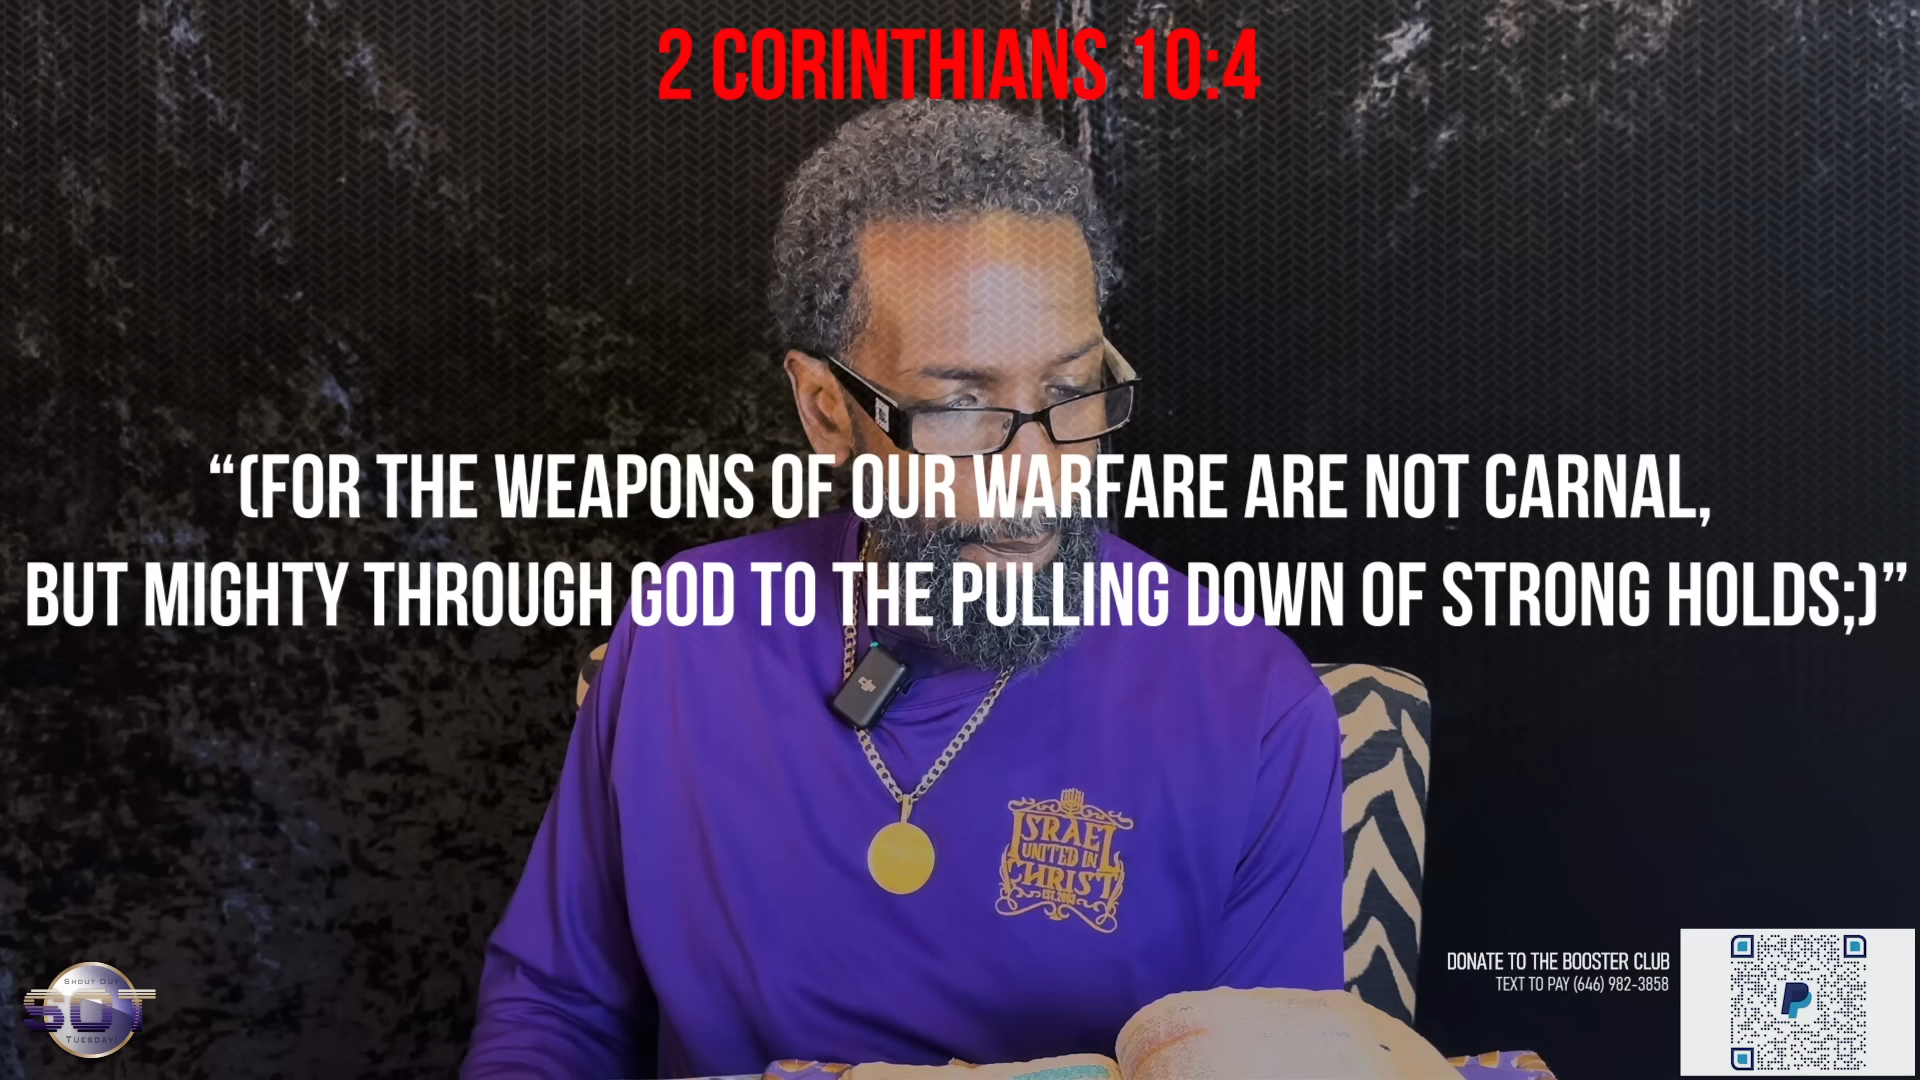 2 CORINTHIANS 10:4
“(FOR THE WEAPONS OF OUR WARFARE ARE NOT CARNAL,
BUT MIGHTY THROUGH GOD TO THE PULLING DOWN OF STRONG HOLDS;)”
ISRAEL
UNITED IN
CHRIST
EST. 2003
DONATE TO THE BOOSTER CLUB
TEXT TO PAY (646) 982-3858
SHOUT OUT
SOT
TUESDAY!